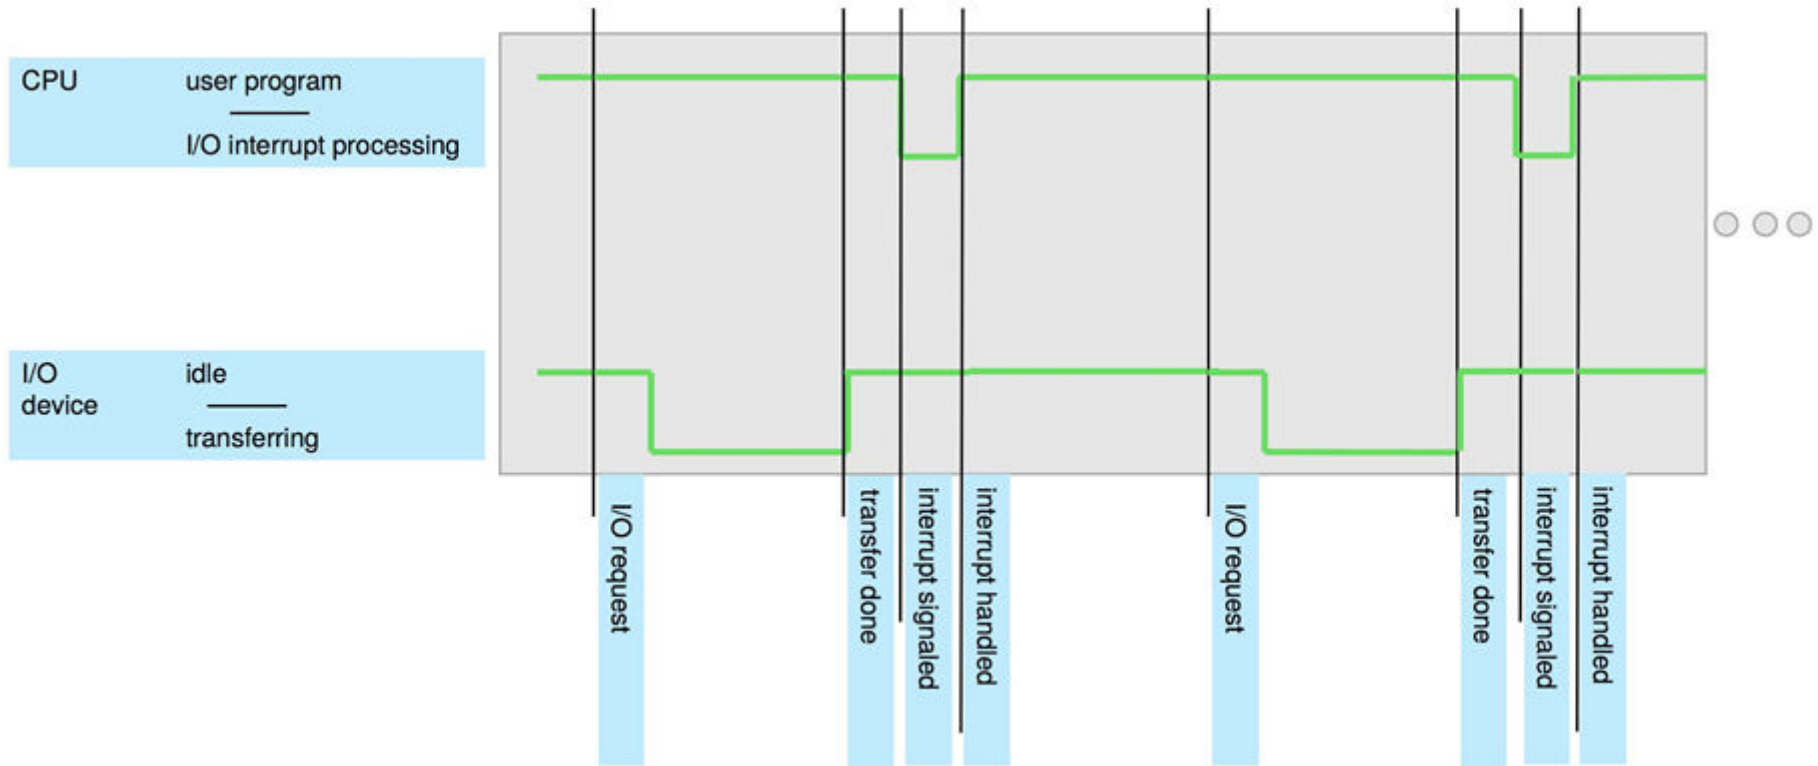 CPU
user program
I/O interrupt processing
I/O
device
idle
transferring
I/O request
transfer done
interrupt signaled
interrupt handled
I/O request
transfer done
interrupt signaled
interrupt handled